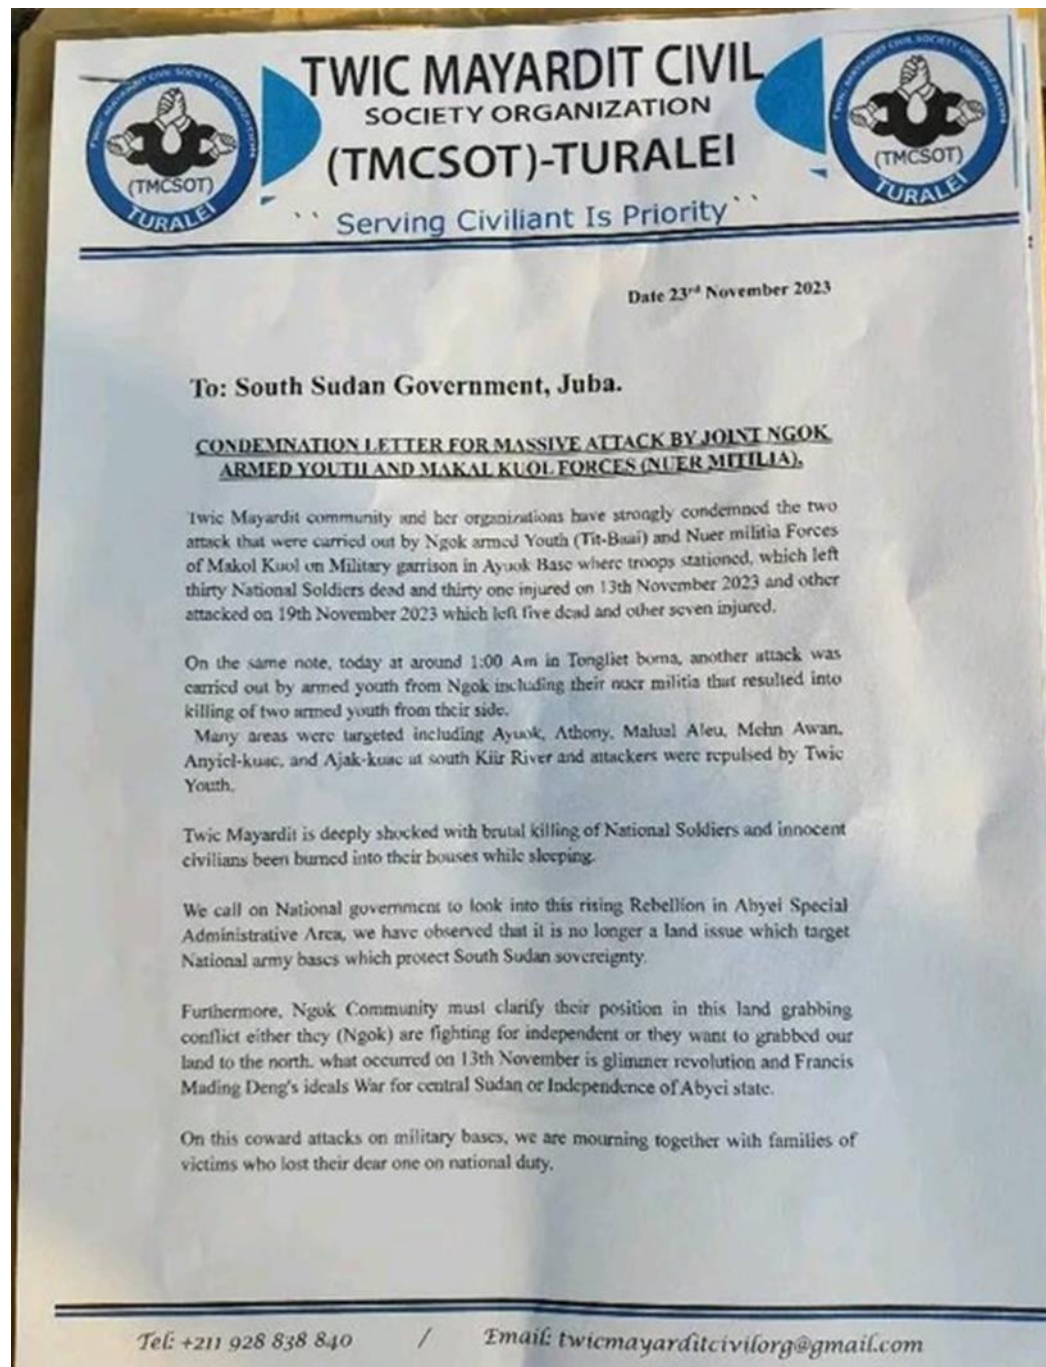 TWIC MAYARDIT CIVIL SOCIETY ORGANIZATION
(TMCSOT)
TURALEI
TWIC MAYARDIT CIVIL
SOCIETY ORGANIZATION
(TMCSOT)-TURALEI
`` Serving Civiliant Is Priority``
TWIC MAYARDIT CIVIL SOCIETY ORGANIZATION
(TMCSOT)
TURALEI
Date 23rd November 2023
To: South Sudan Government, Juba.
CONDEMNATION LETTER FOR MASSIVE ATTACK BY JOINT NGOK
ARMED YOUTH AND MAKAL KUOL FORCES (NUER MITILIA).
Twic Mayardit community and her organizations have strongly condemned the two
attack that were carried out by Ngok armed Youth (Tit-Baai) and Nuer militia Forces
of Makol Kuol on Military garrison in Ayuok Base where troops stationed, which left
thirty National Soldiers dead and thirty one injured on 13th November 2023 and other
attacked on 19th November 2023 which left five dead and other seven injured.
On the same note, today at around 1:00 Am in Tongliet boma, another attack was
carried out by armed youth from Ngok including their nuer militia that resulted into
killing of two armed youth from their side.
Many areas were targeted including Ayuok, Athony, Malual Aleu, Mehn Awan,
Anyiel-kuac, and Ajak-kuac at south Kiir River and attackers were repulsed by Twic
Youth.
Twic Mayardit is deeply shocked with brutal killing of National Soldiers and innocent
civilians been burned into their houses while sleeping.
We call on National government to look into this rising Rebellion in Abyei Special
Administrative Area, we have observed that it is no longer a land issue which target
National army bases which protect South Sudan sovereignty.
Furthermore, Ngok Community must clarify their position in this land grabbing
conflict either they (Ngok) are fighting for independent or they want to grabbed our
land to the north. what occurred on 13th November is glimmer revolution and Francis
Mading Deng's ideals War for central Sudan or Independence of Abyei state.
On this coward attacks on military bases, we are mourning together with families of
victims who lost their dear one on national duty.
Tel: +211 928 838 840 / Email: twicmayarditcivilorg@gmail.com